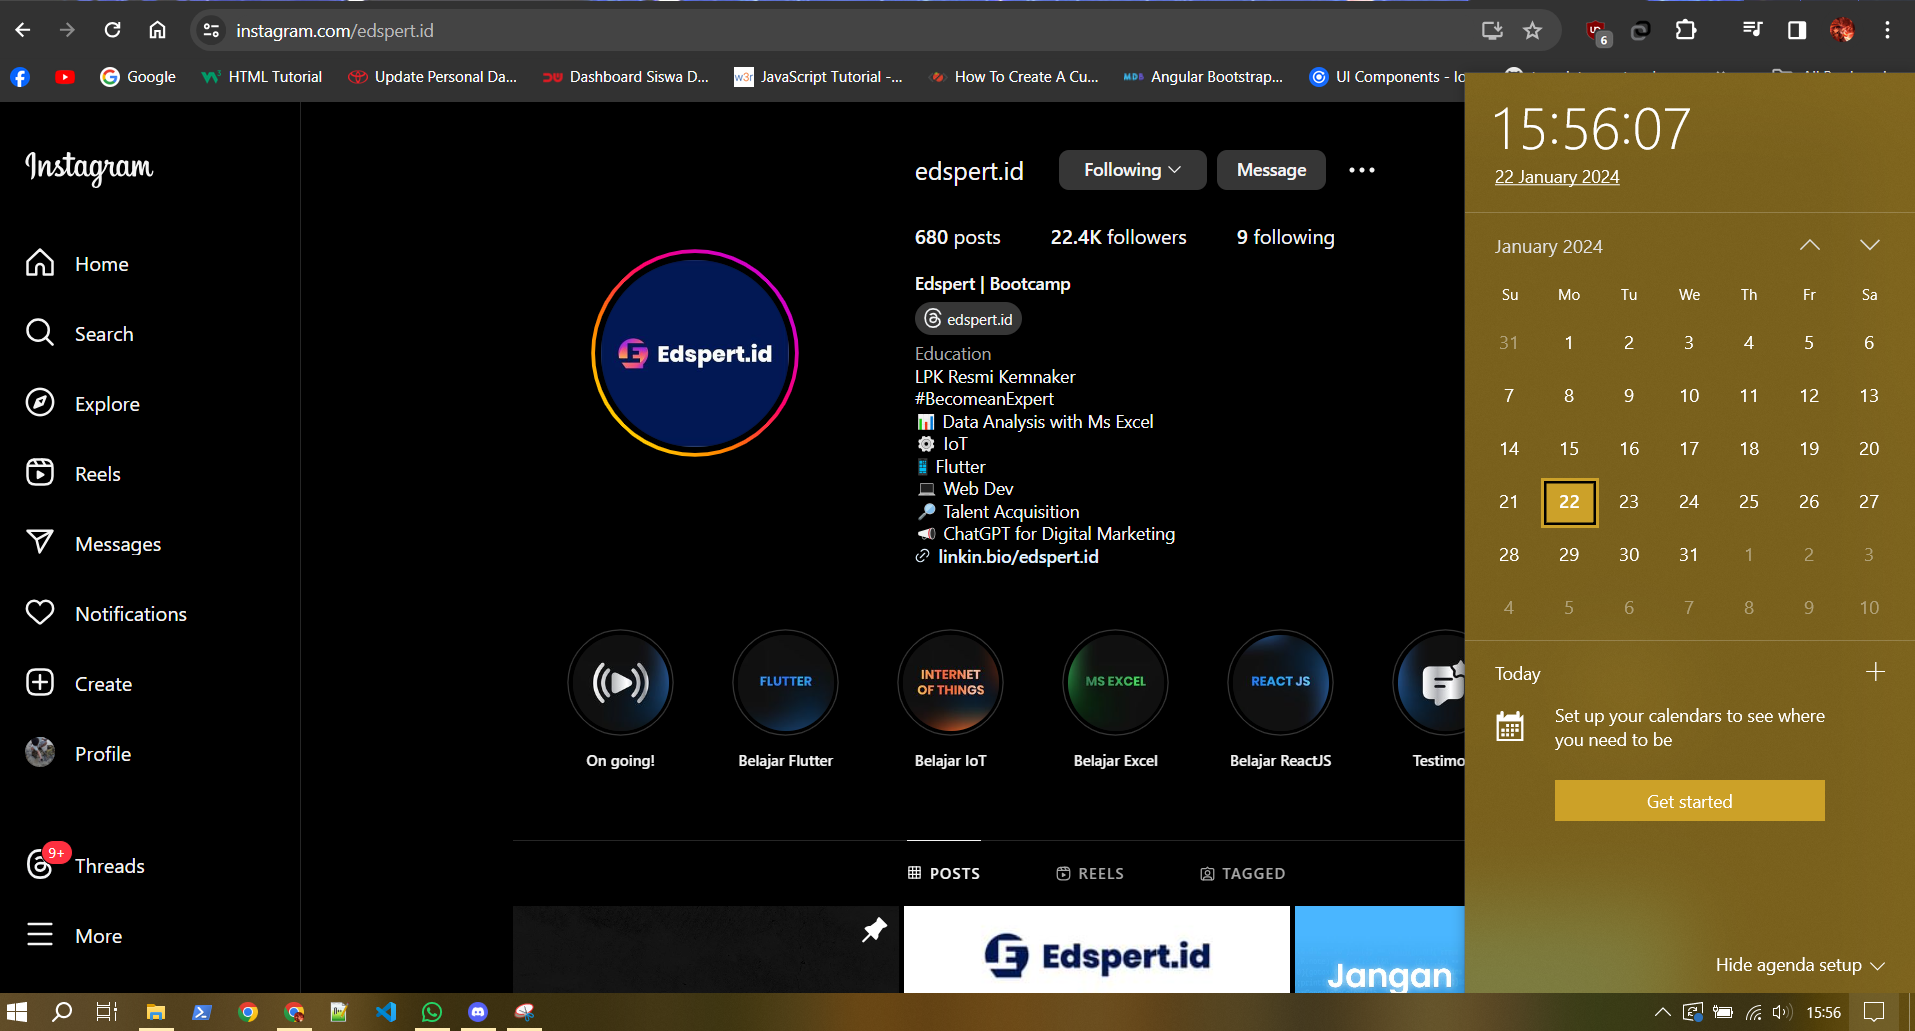 instagram.com/edspert.id
6
Google
HTML Tutorial
Update Personal Da...
Dashboard Siswa D...
w3r JavaScript Tutorial -...
How To Create A Cu...
MDB Angular Bootstrap...
UI Components - Io
Instagram
Home
Search
Explore
Reels
Messages
Notifications
Create
Profile
9+
Threads
More
Edspert.id
edspert.id
Following
Message
680 posts
22.4K followers
9 following
Edspert | Bootcamp
edspert.id
Education
LPK Resmi Kemnaker
#BecomeanExpert
📊 Data Analysis with Ms Excel
⚙️ IoT
📱 Flutter
💻 Web Dev
🔎 Talent Acquisition
📣 ChatGPT for Digital Marketing
linkin.bio/edspert.id
FLUTTER
INTERNET
OF THINGS
MS EXCEL
REACT JS
On going!
Belajar Flutter
Belajar IoT
Belajar Excel
Belajar ReactJS
Testimo
POSTS
REELS
TAGGED
Edspert.id
Jangan
15:56:07
22 January 2024
January 2024
Su Mo Tu We Th Fr Sa
31 1 2 3 4 5 6
7 8 9 10 11 12 13
14 15 16 17 18 19 20
21 22 23 24 25 26 27
28 29 30 31 1 2 3
4 5 6 7 8 9 10
Today
Set up your calendars to see where
you need to be
Get started
Hide agenda setup
15:56